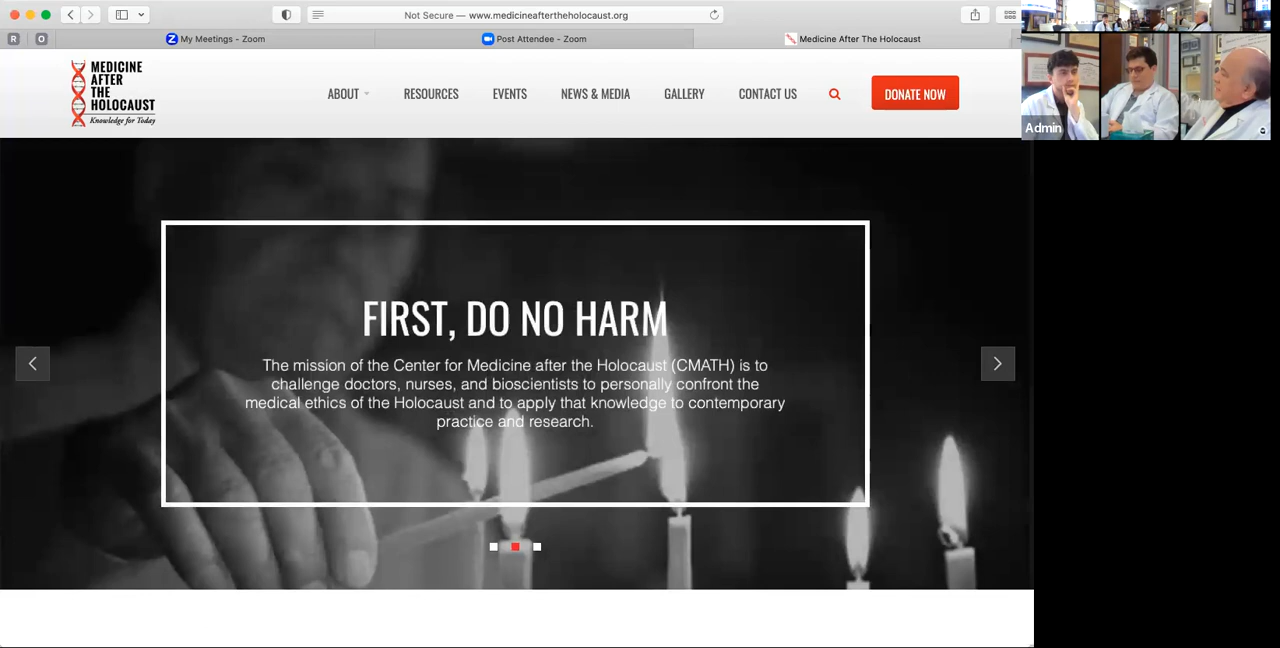 Not Secure — www.medicineaftertheholocaust.org
R
O
My Meetings - Zoom
Post Attendee - Zoom
Medicine After The Holocaust
MEDICINE
AFTER
THE
HOLOCAUST
Knowledge for Today
ABOUT
RESOURCES
EVENTS
NEWS & MEDIA
GALLERY
CONTACT US
DONATE NOW
Admin
FIRST, DO NO HARM
The mission of the Center for Medicine after the Holocaust (CMATH) is to
challenge doctors, nurses, and bioscientists to personally confront the
medical ethics of the Holocaust and to apply that knowledge to contemporary
practice and research.